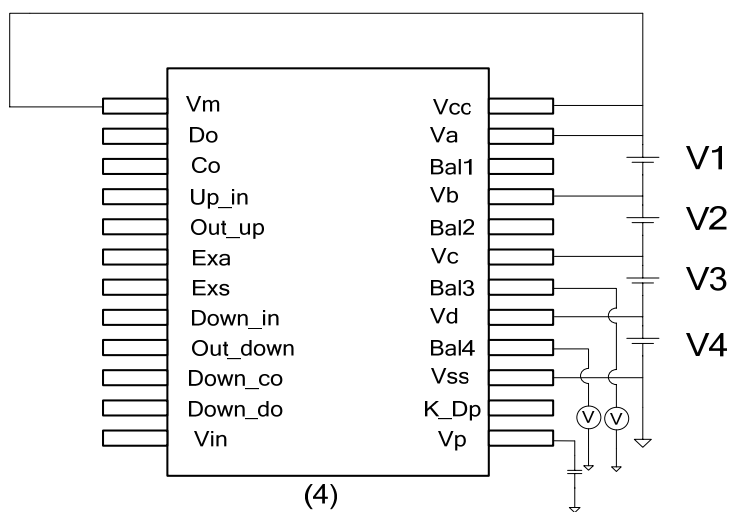 Vm
Do
Co
Up_in
Out_up
Exa
Exs
Down_in
Out_down
Down_co
Down_do
Vin
Vcc
Va
Bal1
Vb
Bal2
Vc
Bal3
Vd
Bal4
Vss
K_Dp
Vp
V1
V2
V3
V4
V
V
(4)